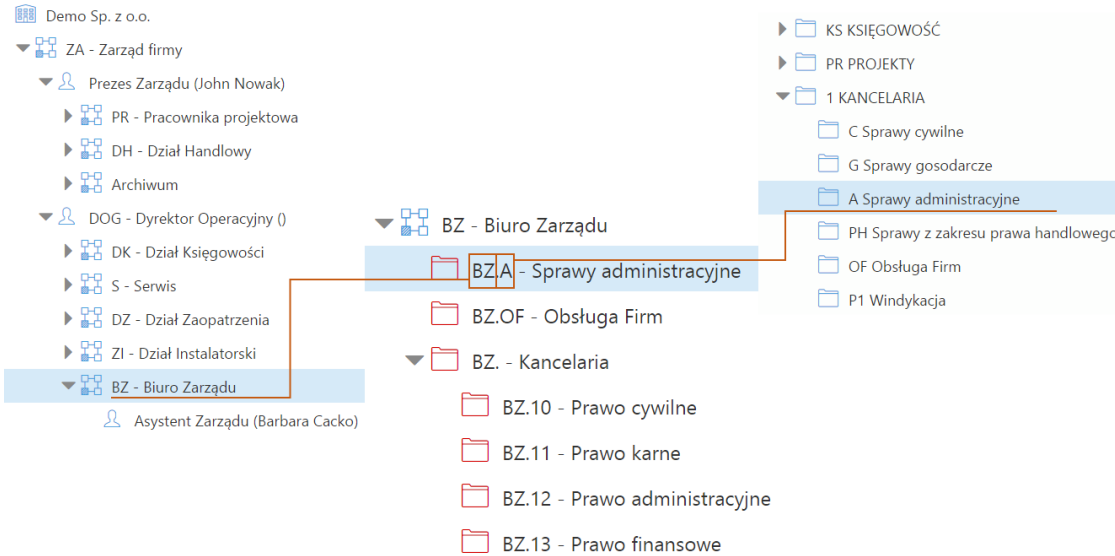 Demo Sp. z o.o.
ZA - Zarząd firmy
Prezes Zarządu (John Nowak)
PR - Pracownika projektowa
DH - Dział Handlowy
Archiwum
DOG - Dyrektor Operacyjny ()
DK - Dział Księgowości
S - Serwis
DZ - Dział Zaopatrzenia
ZI - Dział Instalatorski
BZ - Biuro Zarządu
Asystent Zarządu (Barbara Cacko)
BZ - Biuro Zarządu
BZ.A - Sprawy administracyjne
BZ.OF - Obsługa Firm
BZ. - Kancelaria
BZ.10 - Prawo cywilne
BZ.11 - Prawo karne
BZ.12 - Prawo administracyjne
BZ.13 - Prawo finansowe
KS KSIĘGOWOŚĆ
PR PROJEKTY
1 KANCELARIA
C Sprawy cywilne
G Sprawy gosodarcze
A Sprawy administracyjne
PH Sprawy z zakresu prawa handlowego
OF Obsługa Firm
P1 Windykacja